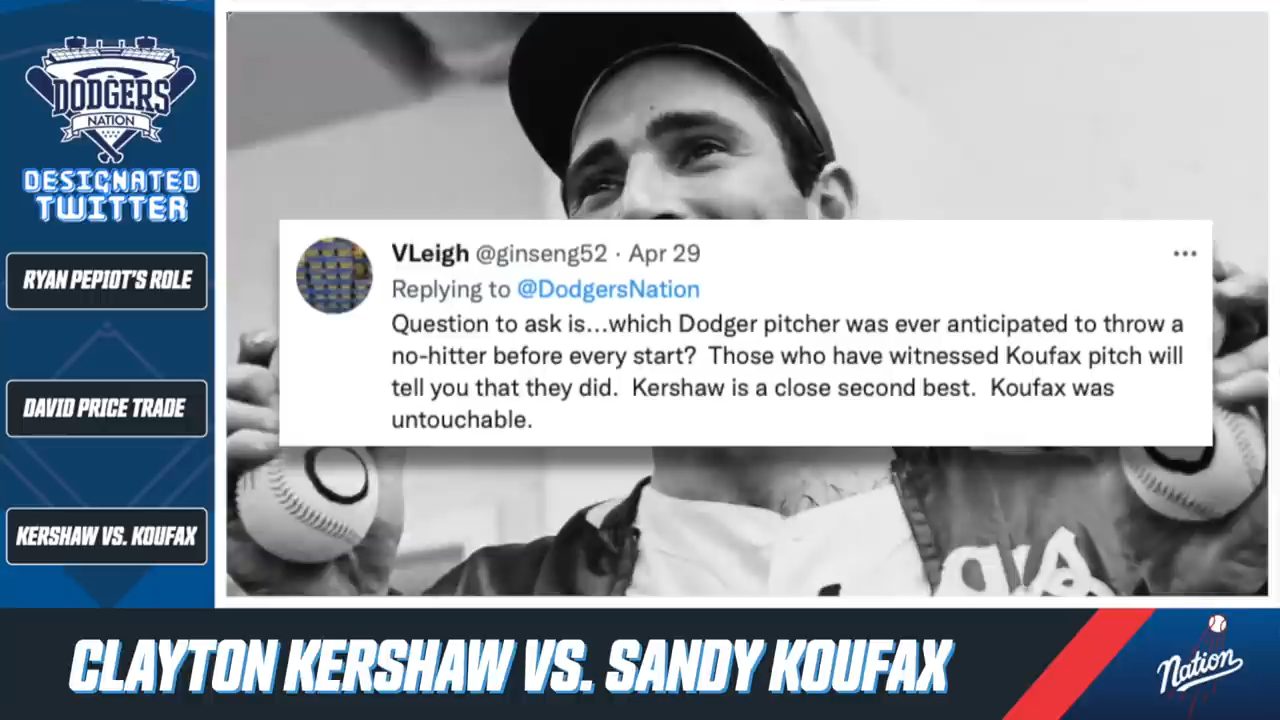 DODGERS
NATION
DESIGNATED
TWITTER
RYAN PEPIOT'S ROLE
DAVID PRICE TRADE
KERSHAW VS. KOUFAX
VLeigh @ginseng52 · Apr 29
Replying to @DodgersNation
Question to ask is...which Dodger pitcher was ever anticipated to throw a
no-hitter before every start? Those who have witnessed Koufax pitch will
tell you that they did. Kershaw is a close second best. Koufax was
untouchable.
CLAYTON KERSHAW VS. SANDY KOUFAX
Nation